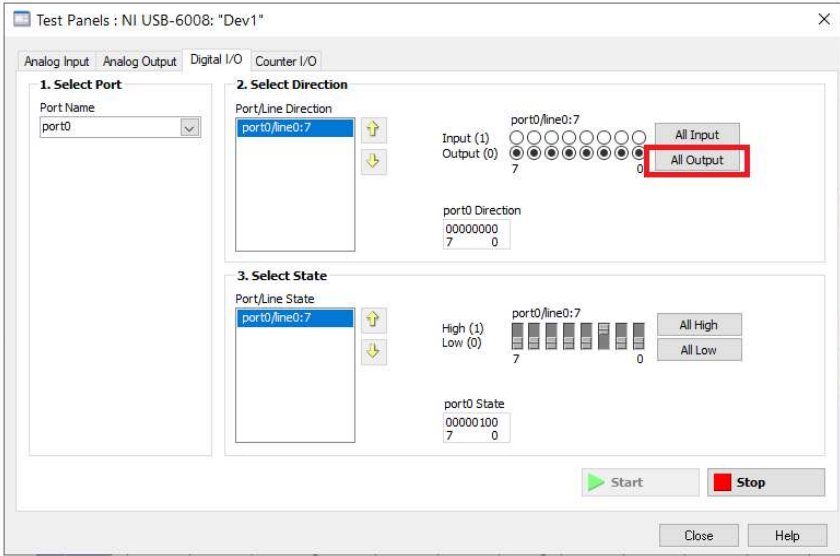 Test Panels : NI USB-6008: "Dev1"
Analog Input Analog Output Digital I/O Counter I/O
1. Select Port
Port Name
port0
2. Select Direction
Port/Line Direction
port0/line0:7
port0/line0:7
Input (1)
Output (0)
7 0
All Input
All Output
port0 Direction
00000000
7 0
3. Select State
Port/Line State
port0/line0:7
port0/line0:7
High (1)
Low (0)
7 0
All High
All Low
port0 State
00000100
7 0
Start
Stop
Close
Help